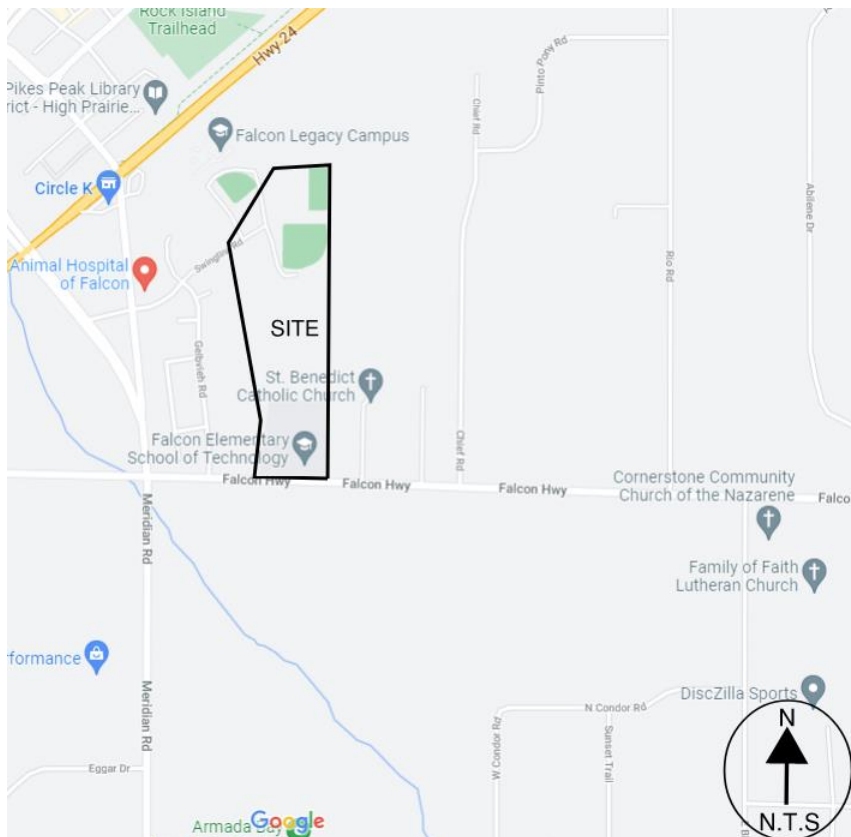 Rock Island
Trailhead
Hwy 24
Pikes Peak Library
rict - High Prairie...
Falcon Legacy Campus
Circle K
Swingline Rd
Animal Hospital
of Falcon
SITE
Gelbvieh Rd
St. Benedict
Catholic Church
Falcon Elementary
School of Technology
Chief Rd
Pinto Pony Rd
Chief Rd
Rio Rd
Abilene Dr
Falcon Hwy
Falcon Hwy
Falcon Hwy
Falco
Cornerstone Community
Church of the Nazarene
Family of Faith
Lutheran Church
Meridian Rd
Meridian Rd
rformance
Eggar Dr
DiscZilla Sports
N Condor Rd
W Condor Rd
Sunset Trail
Armada
Google
N
N.T.S